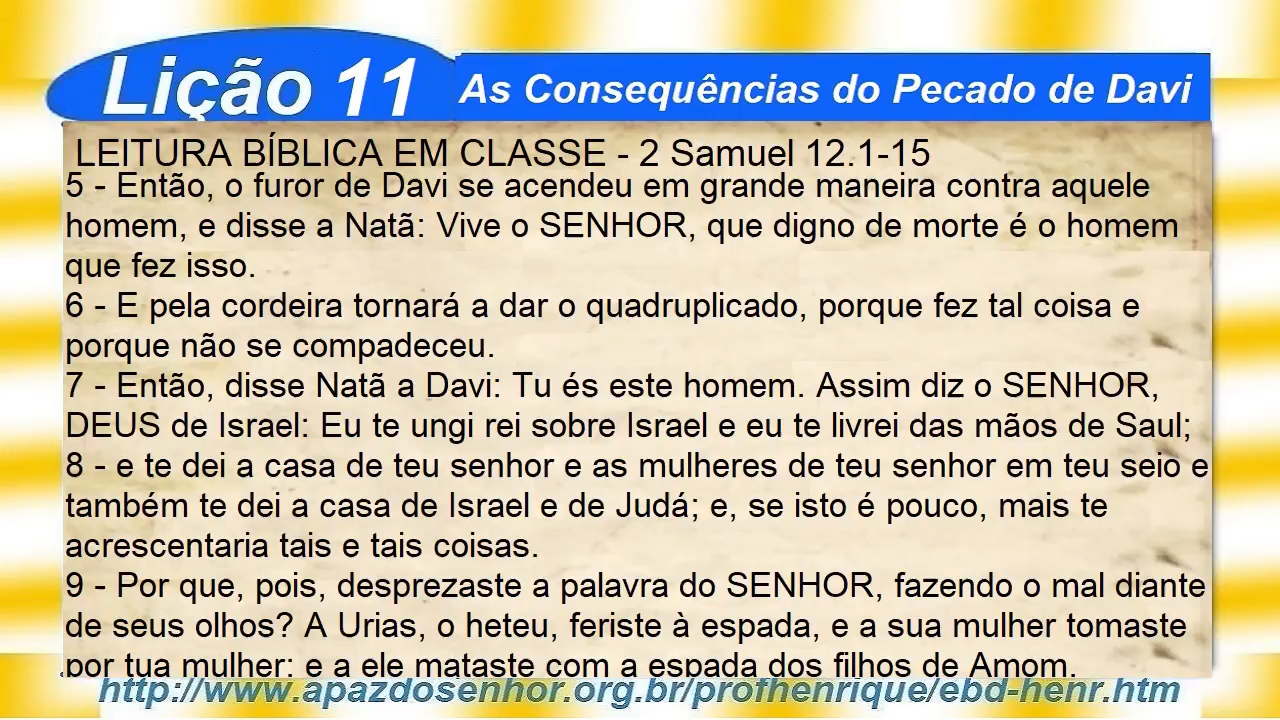 Lição 11
As Consequências do Pecado de Davi
LEITURA BÍBLICA EM CLASSE - 2 Samuel 12.1-15
5 - Então, o furor de Davi se acendeu em grande maneira contra aquele
homem, e disse a Natã: Vive o SENHOR, que digno de morte é o homem
que fez isso.
6 - E pela cordeira tornará a dar o quadruplicado, porque fez tal coisa e
porque não se compadeceu.
7 - Então, disse Natã a Davi: Tu és este homem. Assim diz o SENHOR,
DEUS de Israel: Eu te ungi rei sobre Israel e eu te livrei das mãos de Saul;
8 - e te dei a casa de teu senhor e as mulheres de teu senhor em teu seio e
também te dei a casa de Israel e de Judá; e, se isto é pouco, mais te
acrescentaria tais e tais coisas.
9 - Por que, pois, desprezaste a palavra do SENHOR, fazendo o mal diante
de seus olhos? A Urias, o heteu, feriste à espada, e a sua mulher tomaste
por tua mulher; e a ele mataste com a espada dos filhos de Amom.
http://www.apazdosenhor.org.br/profhenrique/ebd-henr.htm